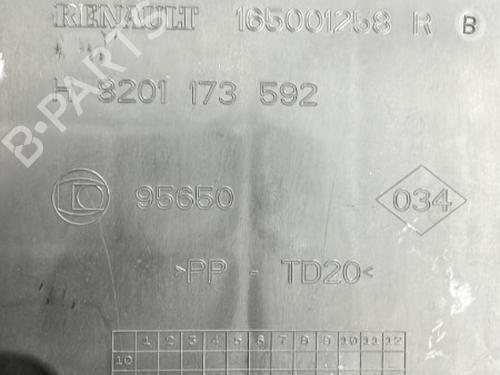 RENAULT 165001258 R B
H 8201 173 592
95650 034
>PP - TD20<
1 2 3 4 5 6 7 8 9 10 11 12
10
B-PARTS